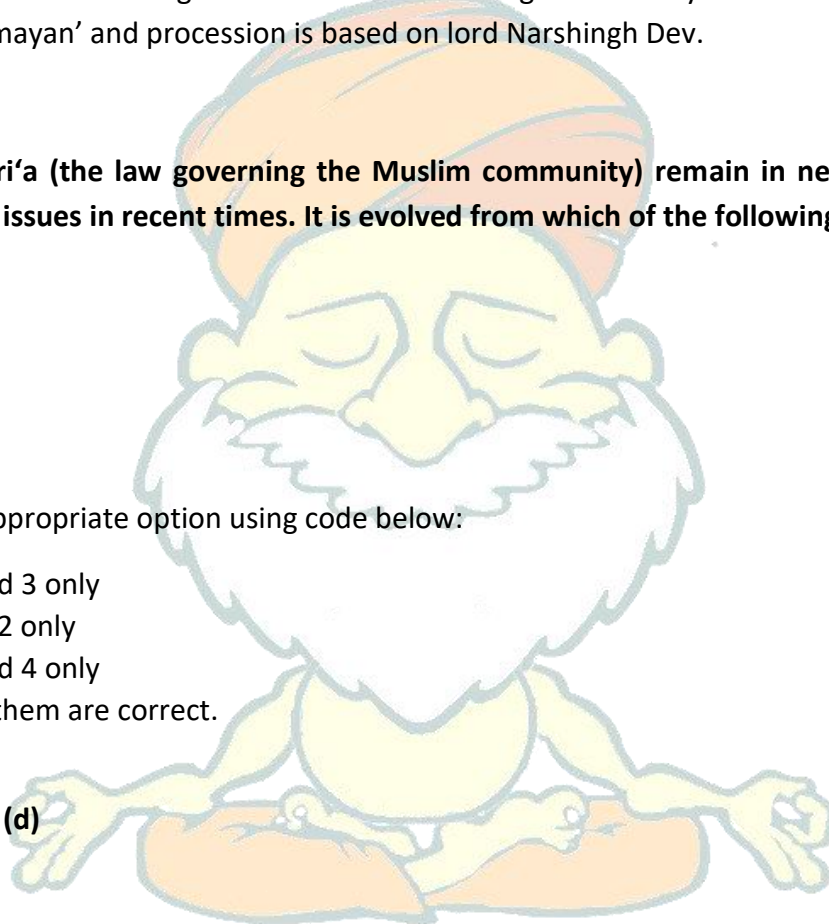 mayan’ and procession is based on lord Narshingh Dev.
ri‘a (the law governing the Muslim community) remain in ne
issues in recent times. It is evolved from which of the following
ppropriate option using code below:
d 3 only
2 only
d 4 only
them are correct.
(d)